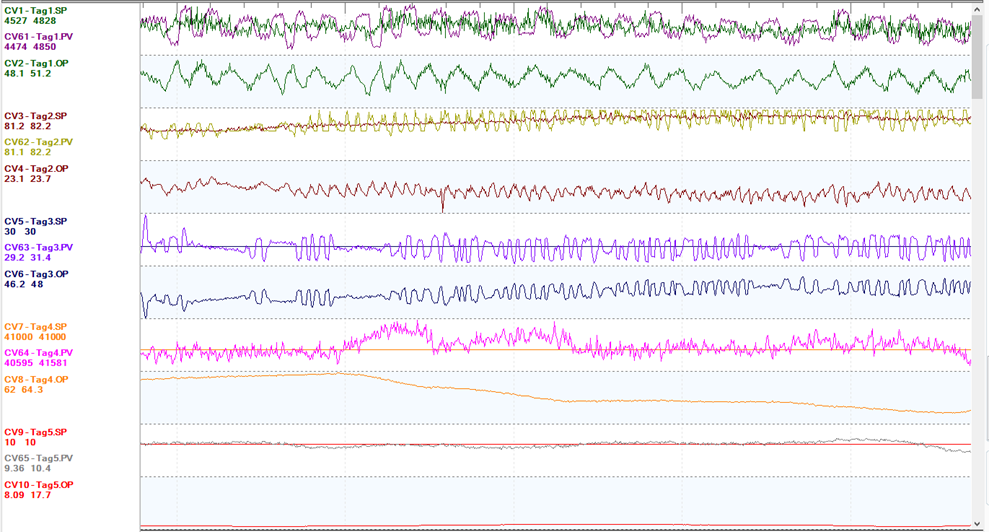 CV1 - Tag1.SP
4527 4828
CV61 - Tag1.PV
4474 4850
CV2 - Tag1.OP
48.1 51.2
CV3 - Tag2.SP
81.2 82.2
CV62 - Tag2.PV
81.1 82.2
CV4 - Tag2.OP
23.1 23.7
CV5 - Tag3.SP
30 30
CV63 - Tag3.PV
29.2 31.4
CV6 - Tag3.OP
46.2 48
CV7 - Tag4.SP
41000 41000
CV64 - Tag4.PV
40595 41581
CV8 - Tag4.OP
62 64.3
CV9 - Tag5.SP
10 10
CV65 - Tag5.PV
9.36 10.4
CV10 - Tag5.OP
8.09 17.7